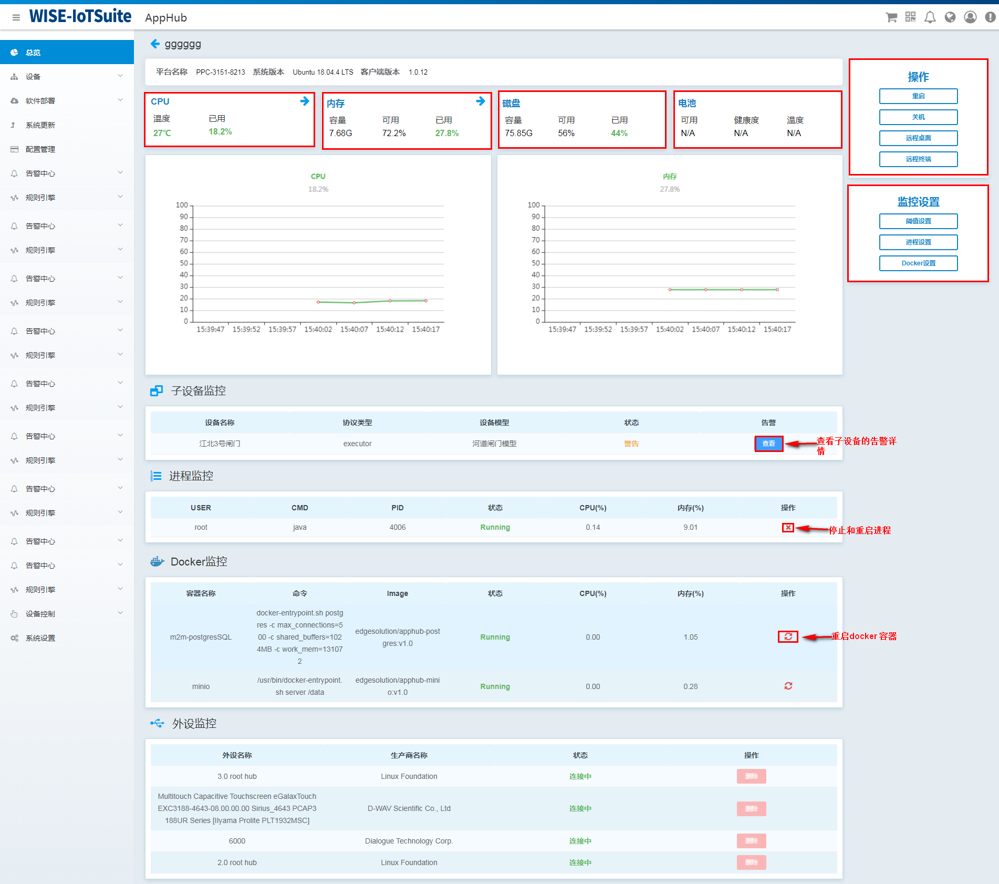 WISE-IoTSuite AppHub
总览
设备
软件部署
系统更新
配置管理
告警中心
规则引擎
告警中心
规则引擎
告警中心
规则引擎
告警中心
规则引擎
告警中心
规则引擎
告警中心
规则引擎
告警中心
规则引擎
告警中心
告警中心
规则引擎
设备控制
系统设置
gggggg
平台名称 PPC-3151-8213 系统版本 Ubuntu 18.04.4 LTS 客户端版本 1.0.12
CPU
温度 已用
27℃ 18.2%
内存
容量 可用 已用
7.68G 72.2% 27.8%
磁盘
容量 可用 已用
75.85G 56% 44%
电池
可用 健康度 温度
N/A N/A N/A
操作
重启
关机
远程桌面
远程终端
监控设置
阈值设置
进程设置
Docker设置
CPU
18.2%
100
90
80
70
60
50
40
30
20
10
0
15:39:47 15:39:52 15:39:57 15:40:02 15:40:07 15:40:12 15:40:17
内存
27.8%
100
90
80
70
60
50
40
30
20
10
0
15:39:47 15:39:52 15:39:57 15:40:02 15:40:07 15:40:12 15:40:17
子设备监控
设备名称 协议类型 设备模型 状态 告警
江北3号闸门 executor 河道闸门模型 警告 查看
查看子设备的告警详
情
进程监控
USER CMD PID 状态 CPU(%) 内存(%) 操作
root java 4006 Running 0.14 9.01
停止和重启进程
Docker监控
容器名称 命令 Image 状态 CPU(%) 内存(%) 操作
m2m-postgresSQL
docker-entrypoint.sh postg
res -c max_connections=5
00 -c shared_buffers=102
4MB -c work_mem=13107
2
edgesolution/apphub-post
gres:v1.0
Running 0.00 1.05
重启docker 容器
minio
/usr/bin/docker-entrypoint.
sh server /data
edgesolution/apphub-mini
o:v1.0
Running 0.00 0.28
外设监控
外设名称 生产商名称 状态 操作
3.0 root hub Linux Foundation 连接中 删除
Multitouch Capacitive Touchscreen eGalaxTouch
EXC3188-4643-08.00.00.00 Sirius_4643 PCAP3
188UR Series [IIyama Prolite PLT1932MSC]
D-WAV Scientific Co., Ltd 连接中 删除
6000 Dialogue Technology Corp. 连接中 删除
2.0 root hub Linux Foundation 连接中 删除